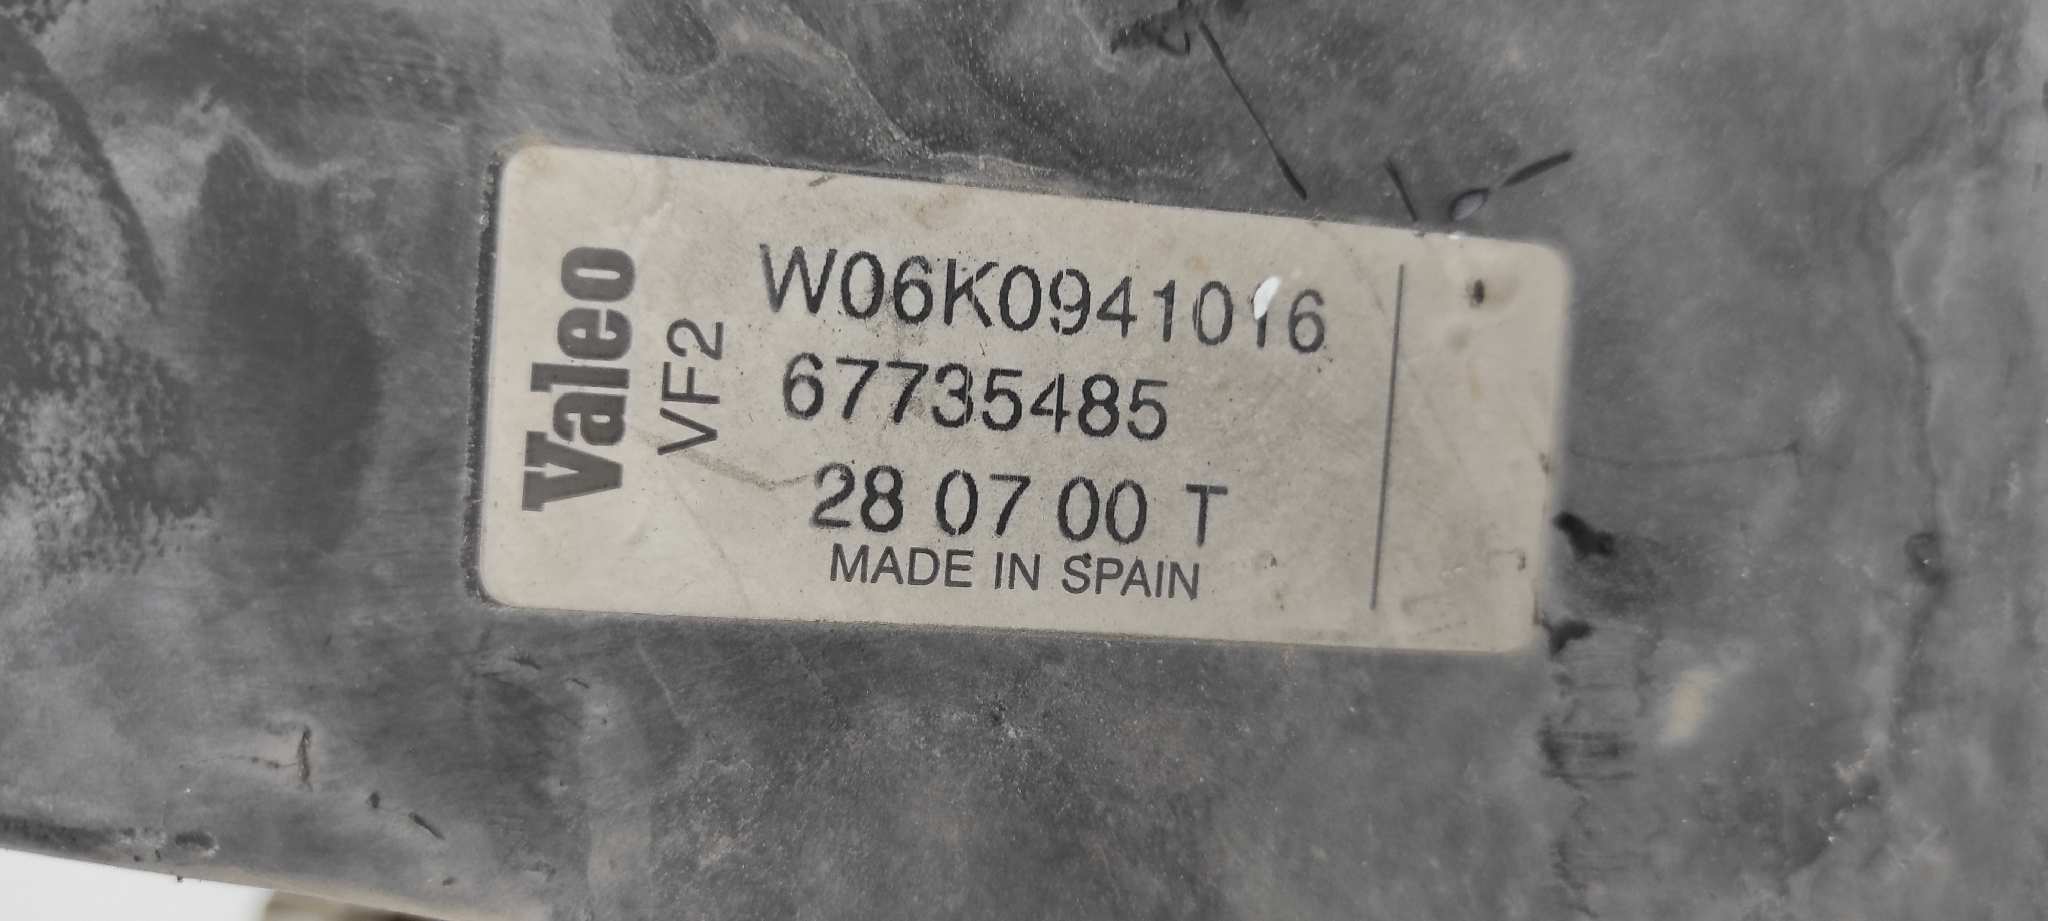 Valeo
VF2
W06K0941016
67735485
28 07 00 T
MADE IN SPAIN